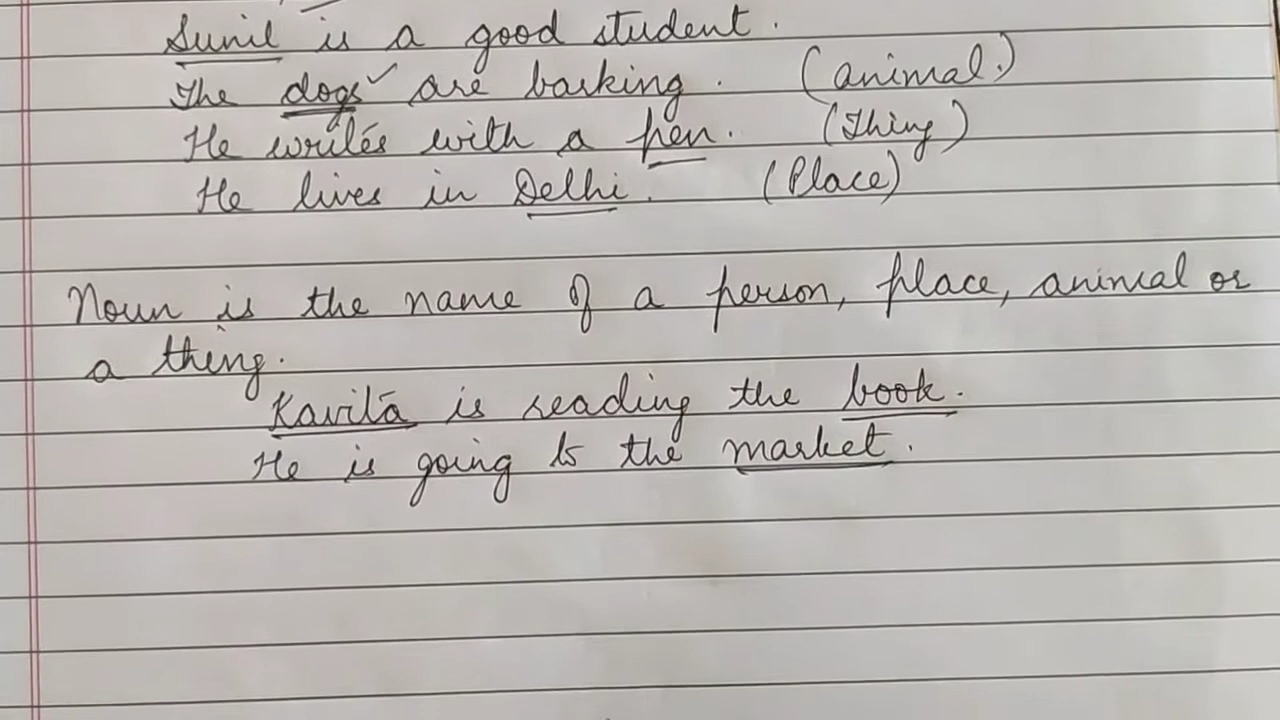 Sunil is a good student.
The dogs are barking. (animal.)
He writes with a pen. (Thing)
He lives in Delhi. (Place)
Noun is the name of a person, place, animal or
a thing.
Kavita is reading the book.
He is going to the market.